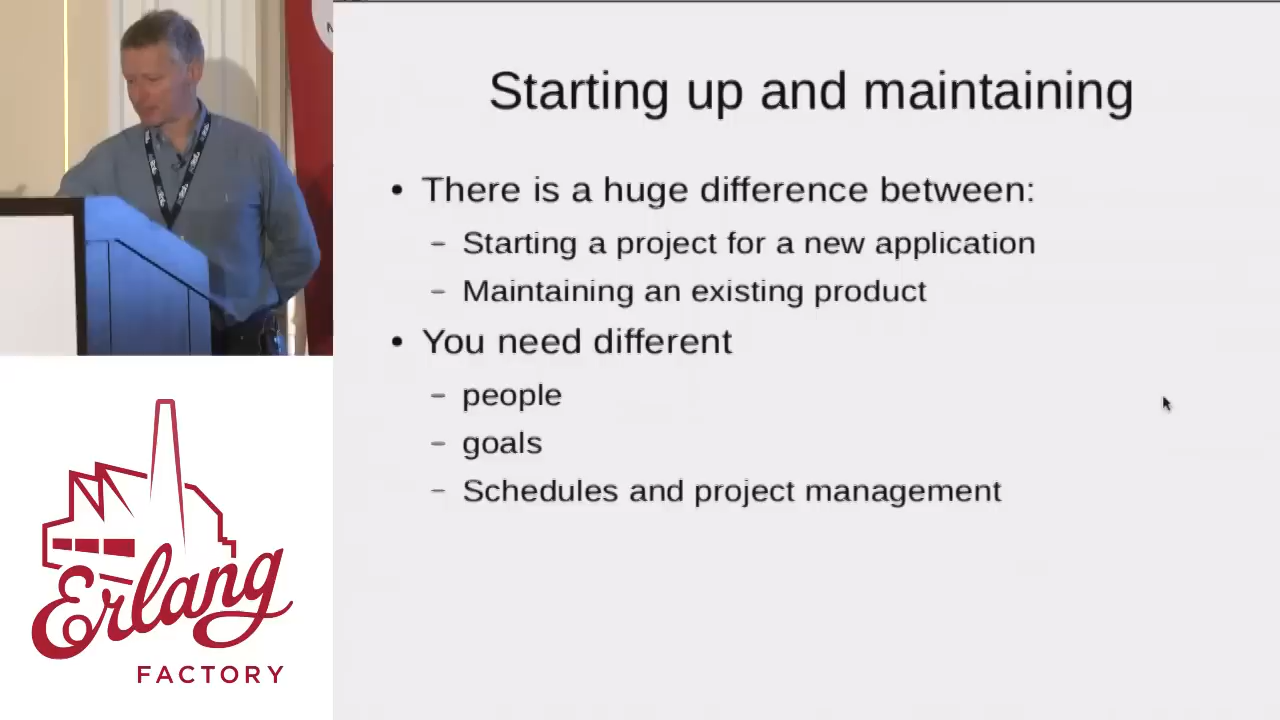 Starting up and maintaining
• There is a huge difference between:
– Starting a project for a new application
– Maintaining an existing product
• You need different
– people
– goals
– Schedules and project management
Erlang
FACTORY